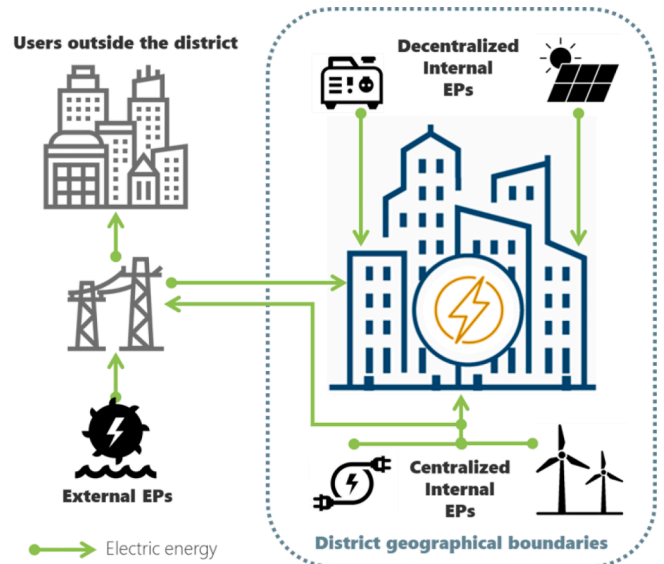 Users outside the district
Decentralized
Internal
EPs
External EPs
Centralized
Internal
EPs
Electric energy
District geographical boundaries